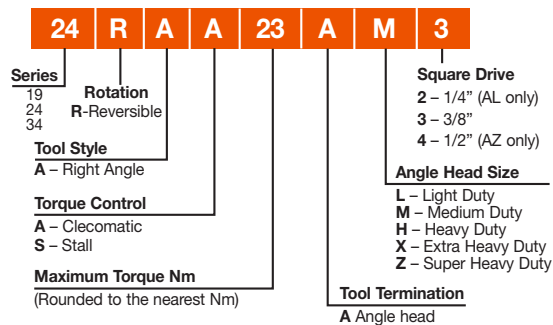 24 R A A 23 A M 3
Series
19
24
34
Rotation
R-Reversible
Tool Style
A – Right Angle
Torque Control
A – Clecomatic
S – Stall
Maximum Torque Nm
(Rounded to the nearest Nm)
Square Drive
2 – 1/4” (AL only)
3 – 3/8”
4 – 1/2” (AZ only)
Angle Head Size
L – Light Duty
M – Medium Duty
H – Heavy Duty
X – Extra Heavy Duty
Z – Super Heavy Duty
Tool Termination
A Angle head